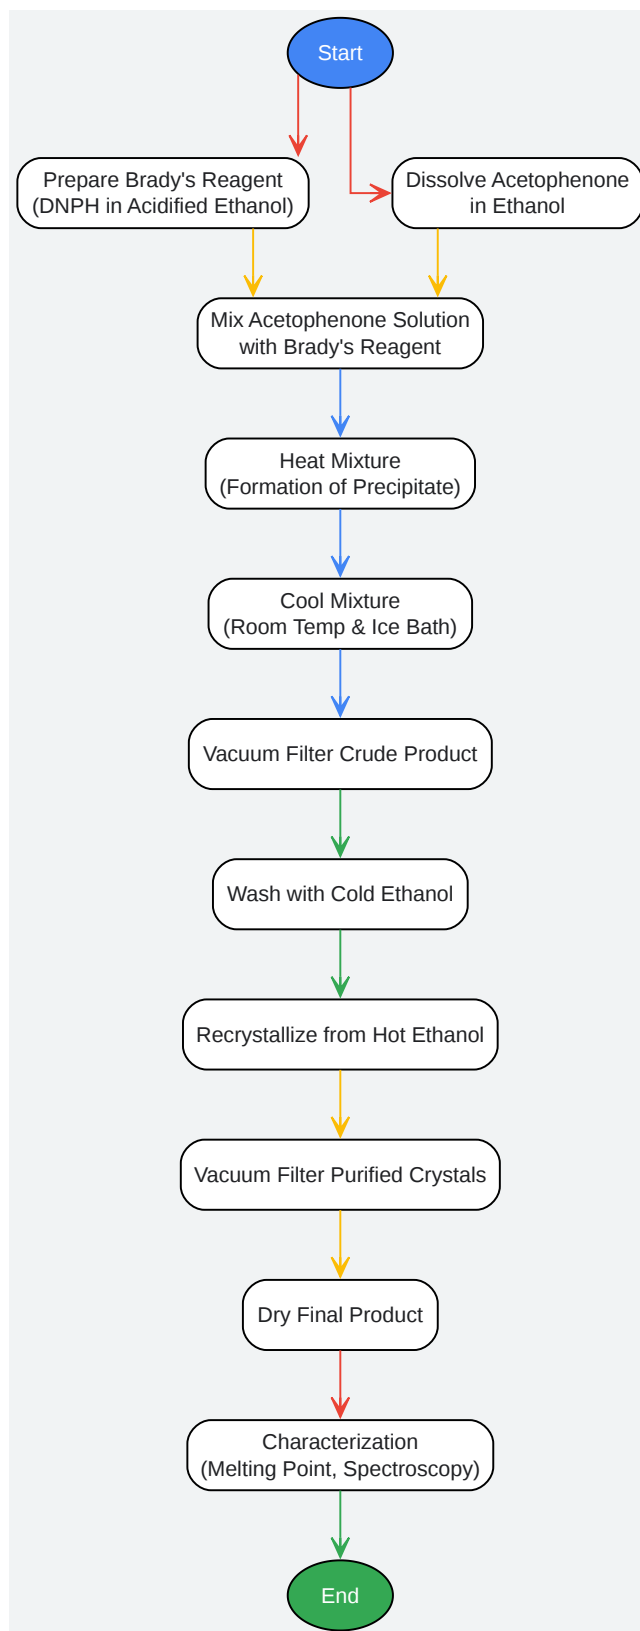 Start
Prepare Brady's Reagent
(DNPH in Acidified Ethanol)
Dissolve Acetophenone
in Ethanol
Mix Acetophenone Solution
with Brady's Reagent
Heat Mixture
(Formation of Precipitate)
Cool Mixture
(Room Temp & Ice Bath)
Vacuum Filter Crude Product
Wash with Cold Ethanol
Recrystallize from Hot Ethanol
Vacuum Filter Purified Crystals
Dry Final Product
Characterization
(Melting Point, Spectroscopy)
End